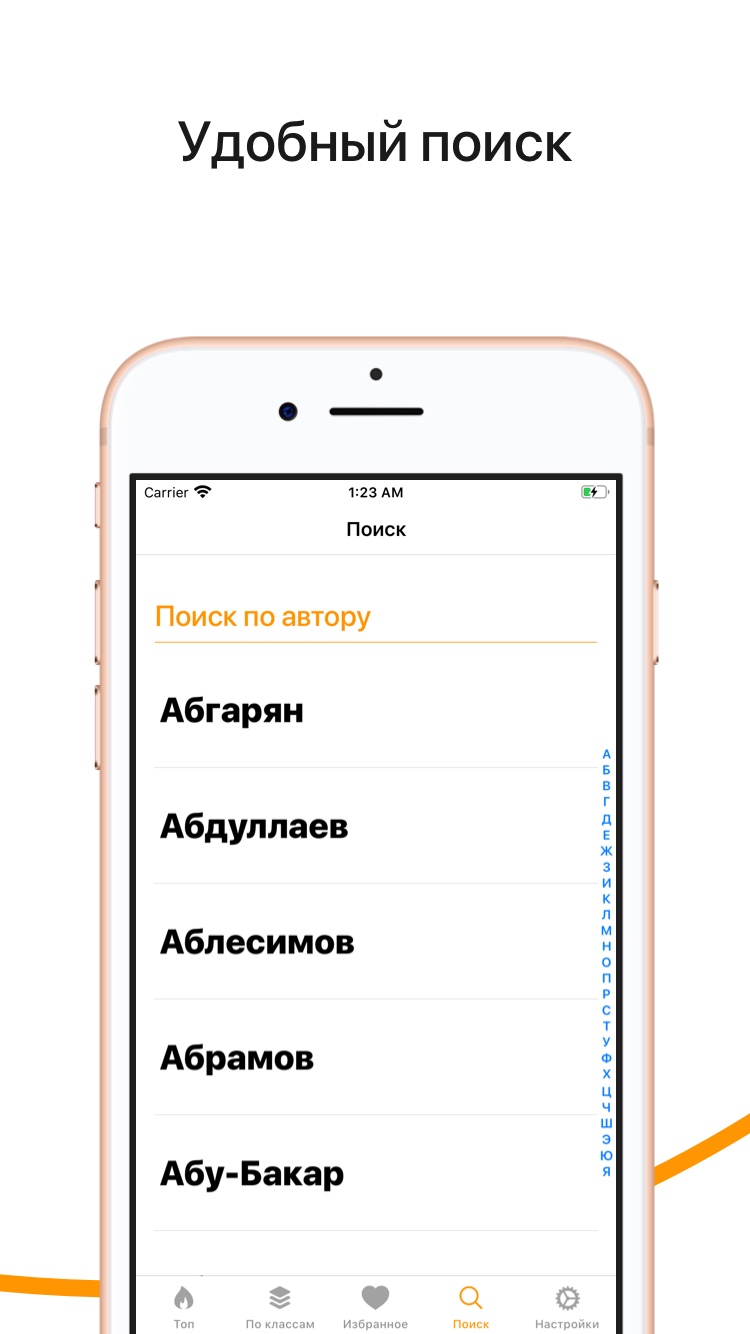 Удобный поиск
Carrier 1:23 AM
Поиск
Поиск по автору
Абгарян
Абдуллаев
Аблесимов
Абрамов
Абу-Бакар
А
Б
В
Г
Д
Е
Ж
З
И
К
Л
М
Н
О
П
Р
С
Т
У
Ф
Х
Ц
Ч
Ш
Э
Ю
Я
Топ По классам Избранное Поиск Настройки